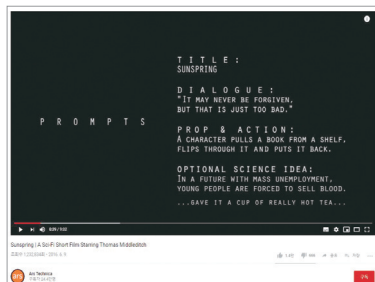 PROMPTS
TITLE:
SUNSPRING
DIALOGUE:
"IT MAY NEVER BE FORGIVEN,
BUT THAT IS JUST TOO BAD."
PROP & ACTION:
A CHARACTER PULLS A BOOK FROM A SHELF,
FLIPS THROUGH IT AND PUTS IT BACK.
OPTIONAL SCIENCE IDEA:
IN A FUTURE WITH MASS UNEMPLOYMENT,
YOUNG PEOPLE ARE FORCED TO SELL BLOOD.
...GAVE IT A CUP OF REALLY HOT TEA...
Sunspring | A Sci-Fi Short Film Starring Thomas Middleditch
Ars Technica
구독